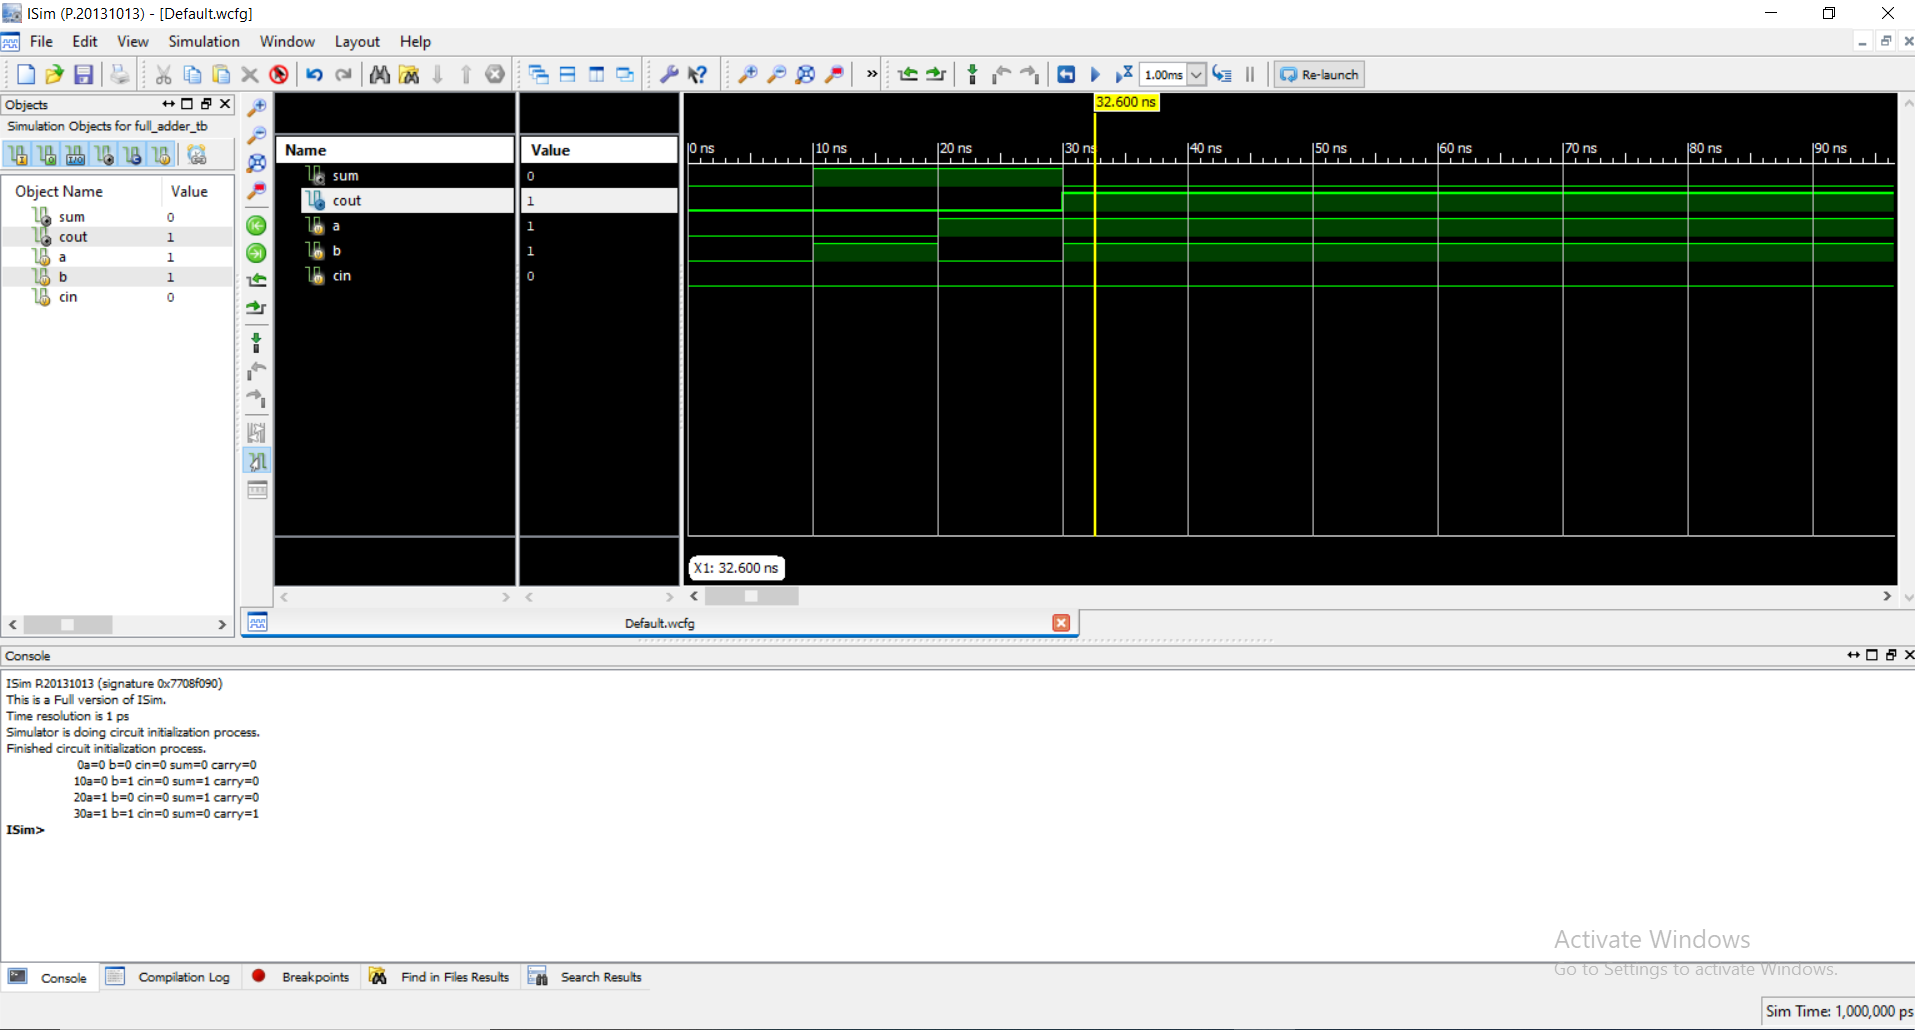 ISim (P.20131013) - [Default.wcfg]
File Edit View Simulation Window Layout Help
» 1.00ms Re-launch
Objects
Simulation Objects for full_adder_tb
Object Name Value
sum 0
cout 1
a 1
b 1
cin 0
Name Value
sum 0
cout 1
a 1
b 1
cin 0
32.600 ns
0 ns 10 ns 20 ns 30 ns 40 ns 50 ns 60 ns 70 ns 80 ns 90 ns
X1: 32.600 ns
Default.wcfg
Console
ISim P.20131013 (signature 0x7708f090)
This is a Full version of ISim.
Time resolution is 1 ps
Simulator is doing circuit initialization process.
Finished circuit initialization process.
0a=0 b=0 cin=0 sum=0 carry=0
10a=0 b=1 cin=0 sum=1 carry=0
20a=1 b=0 cin=0 sum=1 carry=0
30a=1 b=1 cin=0 sum=0 carry=1
ISim>
Activate Windows
Go to Settings to activate Windows.
Console Compilation Log Breakpoints Find in Files Results Search Results
Sim Time: 1,000,000 ps